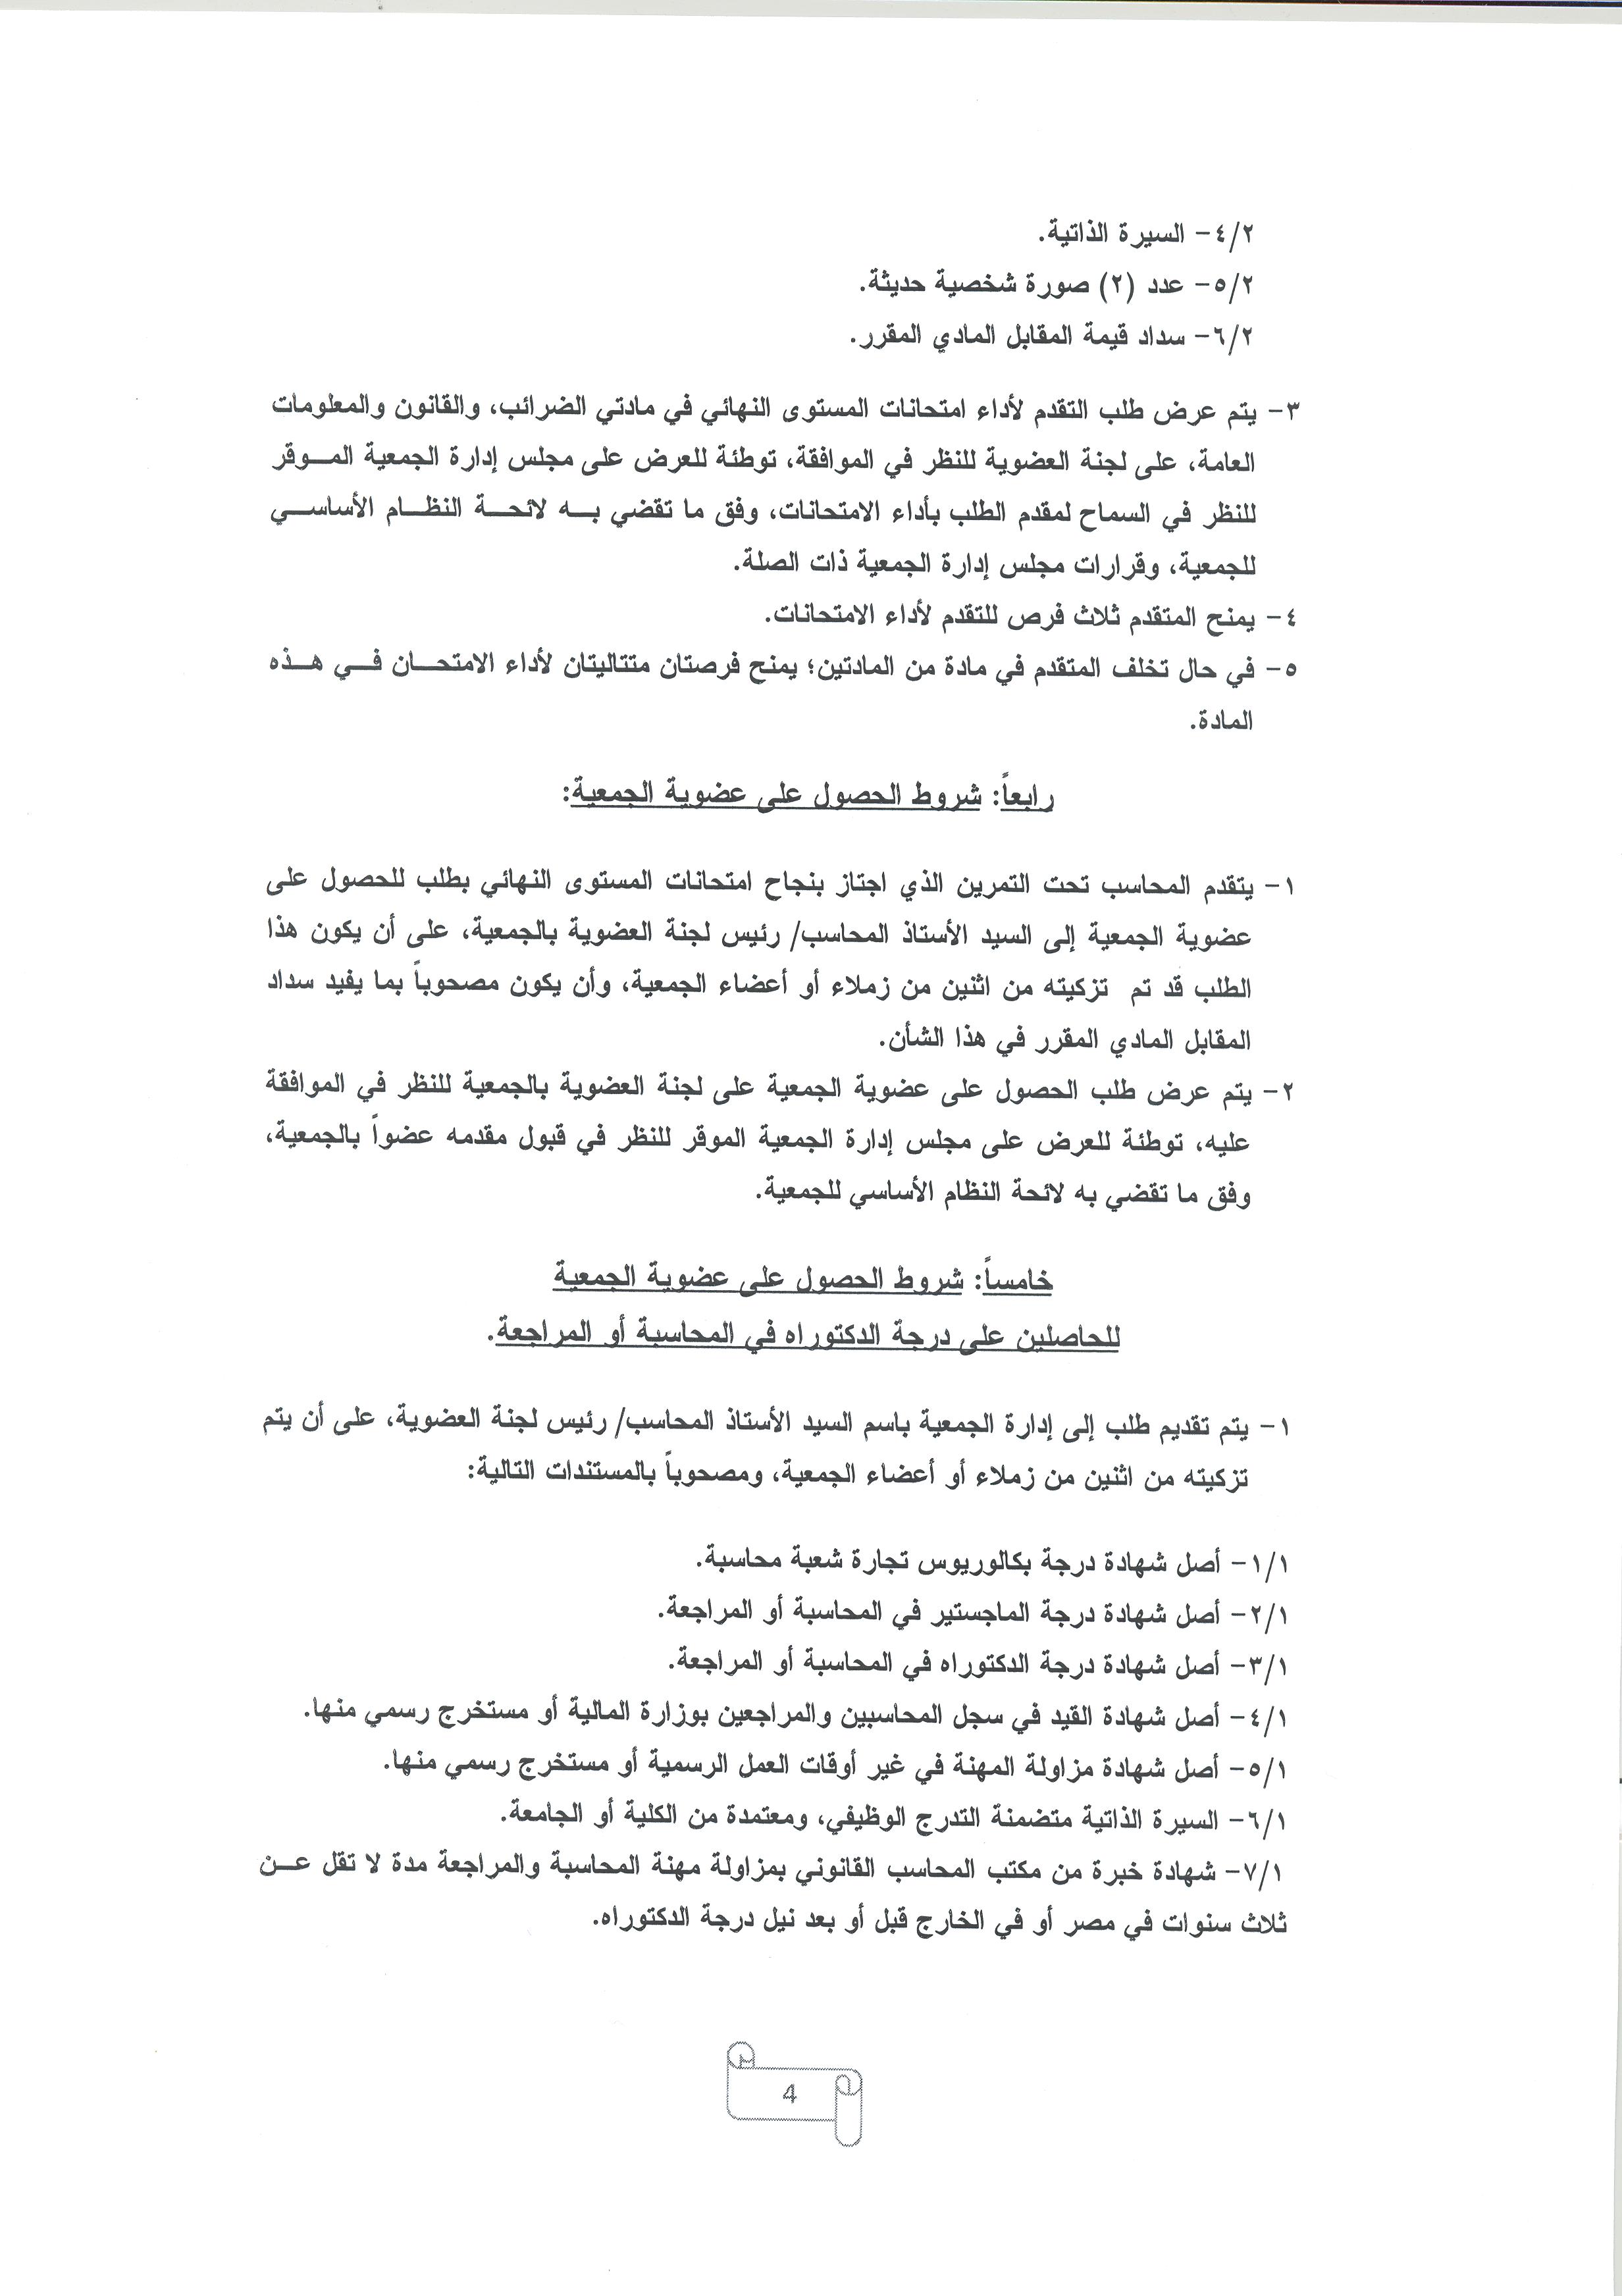 ٤/٢- السيرة الذاتية.
٥/٢- عدد (٢) صورة شخصية حديثة.
٦/٢- سداد قيمة المقابل المادي المقرر.
٣- يتم عرض طلب التقدم لأداء امتحانات المستوى النهائي في مادتي الضرائب، والقانون والمعلومات
العامة، على لجنة العضوية للنظر في الموافقة، توطئة للعرض على مجلس إدارة الجمعية الموقر
للنظر في السماح لمقدم الطلب بأداء الامتحانات، وفق ما تقضي به لائحة النظام الأساسي
للجمعية، وقرارات مجلس إدارة الجمعية ذات الصلة.
٤- يمنح المتقدم ثلاث فرص للتقدم لأداء الامتحانات.
٥- في حال تخلف المتقدم في مادة من المادتين؛ يمنح فرصتان متتاليتان لأداء الامتحان في هذه
المادة.
رابعاً: شروط الحصول على عضوية الجمعية:
١- يتقدم المحاسب تحت التمرين الذي اجتاز بنجاح امتحانات المستوى النهائي بطلب للحصول على
عضوية الجمعية إلى السيد الأستاذ المحاسب/ رئيس لجنة العضوية بالجمعية، على أن يكون هذا
الطلب قد تم تزكيته من اثنين من زملاء أو أعضاء الجمعية، وأن يكون مصحوباً بما يفيد سداد
المقابل المادي المقرر في هذا الشأن.
٢- يتم عرض طلب الحصول على عضوية الجمعية على لجنة العضوية بالجمعية للنظر في الموافقة
عليه، توطئة للعرض على مجلس إدارة الجمعية الموقر للنظر في قبول مقدمه عضواً بالجمعية،
وفق ما تقضي به لائحة النظام الأساسي للجمعية.
خامساً: شروط الحصول على عضوية الجمعية
للحاصلين على درجة الدكتوراه في المحاسبة أو المراجعة.
١- يتم تقديم طلب إلى إدارة الجمعية باسم السيد الأستاذ المحاسب/ رئيس لجنة العضوية، على أن يتم
تزكيته من اثنين من زملاء أو أعضاء الجمعية، ومصحوباً بالمستندات التالية:
١/١- أصل شهادة درجة بكالوريوس تجارة شعبة محاسبة.
٢/١- أصل شهادة درجة الماجستير في المحاسبة أو المراجعة.
٣/١- أصل شهادة درجة الدكتوراه في المحاسبة أو المراجعة.
٤/١- أصل شهادة القيد في سجل المحاسبين والمراجعين بوزارة المالية أو مستخرج رسمي منها.
٥/١- أصل شهادة مزاولة المهنة في غير أوقات العمل الرسمية أو مستخرج رسمي منها.
٦/١- السيرة الذاتية متضمنة التدرج الوظيفي، ومعتمدة من الكلية أو الجامعة.
٧/١- شهادة خبرة من مكتب المحاسب القانوني بمزاولة مهنة المحاسبة والمراجعة مدة لا تقل عن
ثلاث سنوات في مصر أو في الخارج قبل أو بعد نيل درجة الدكتوراه.
4